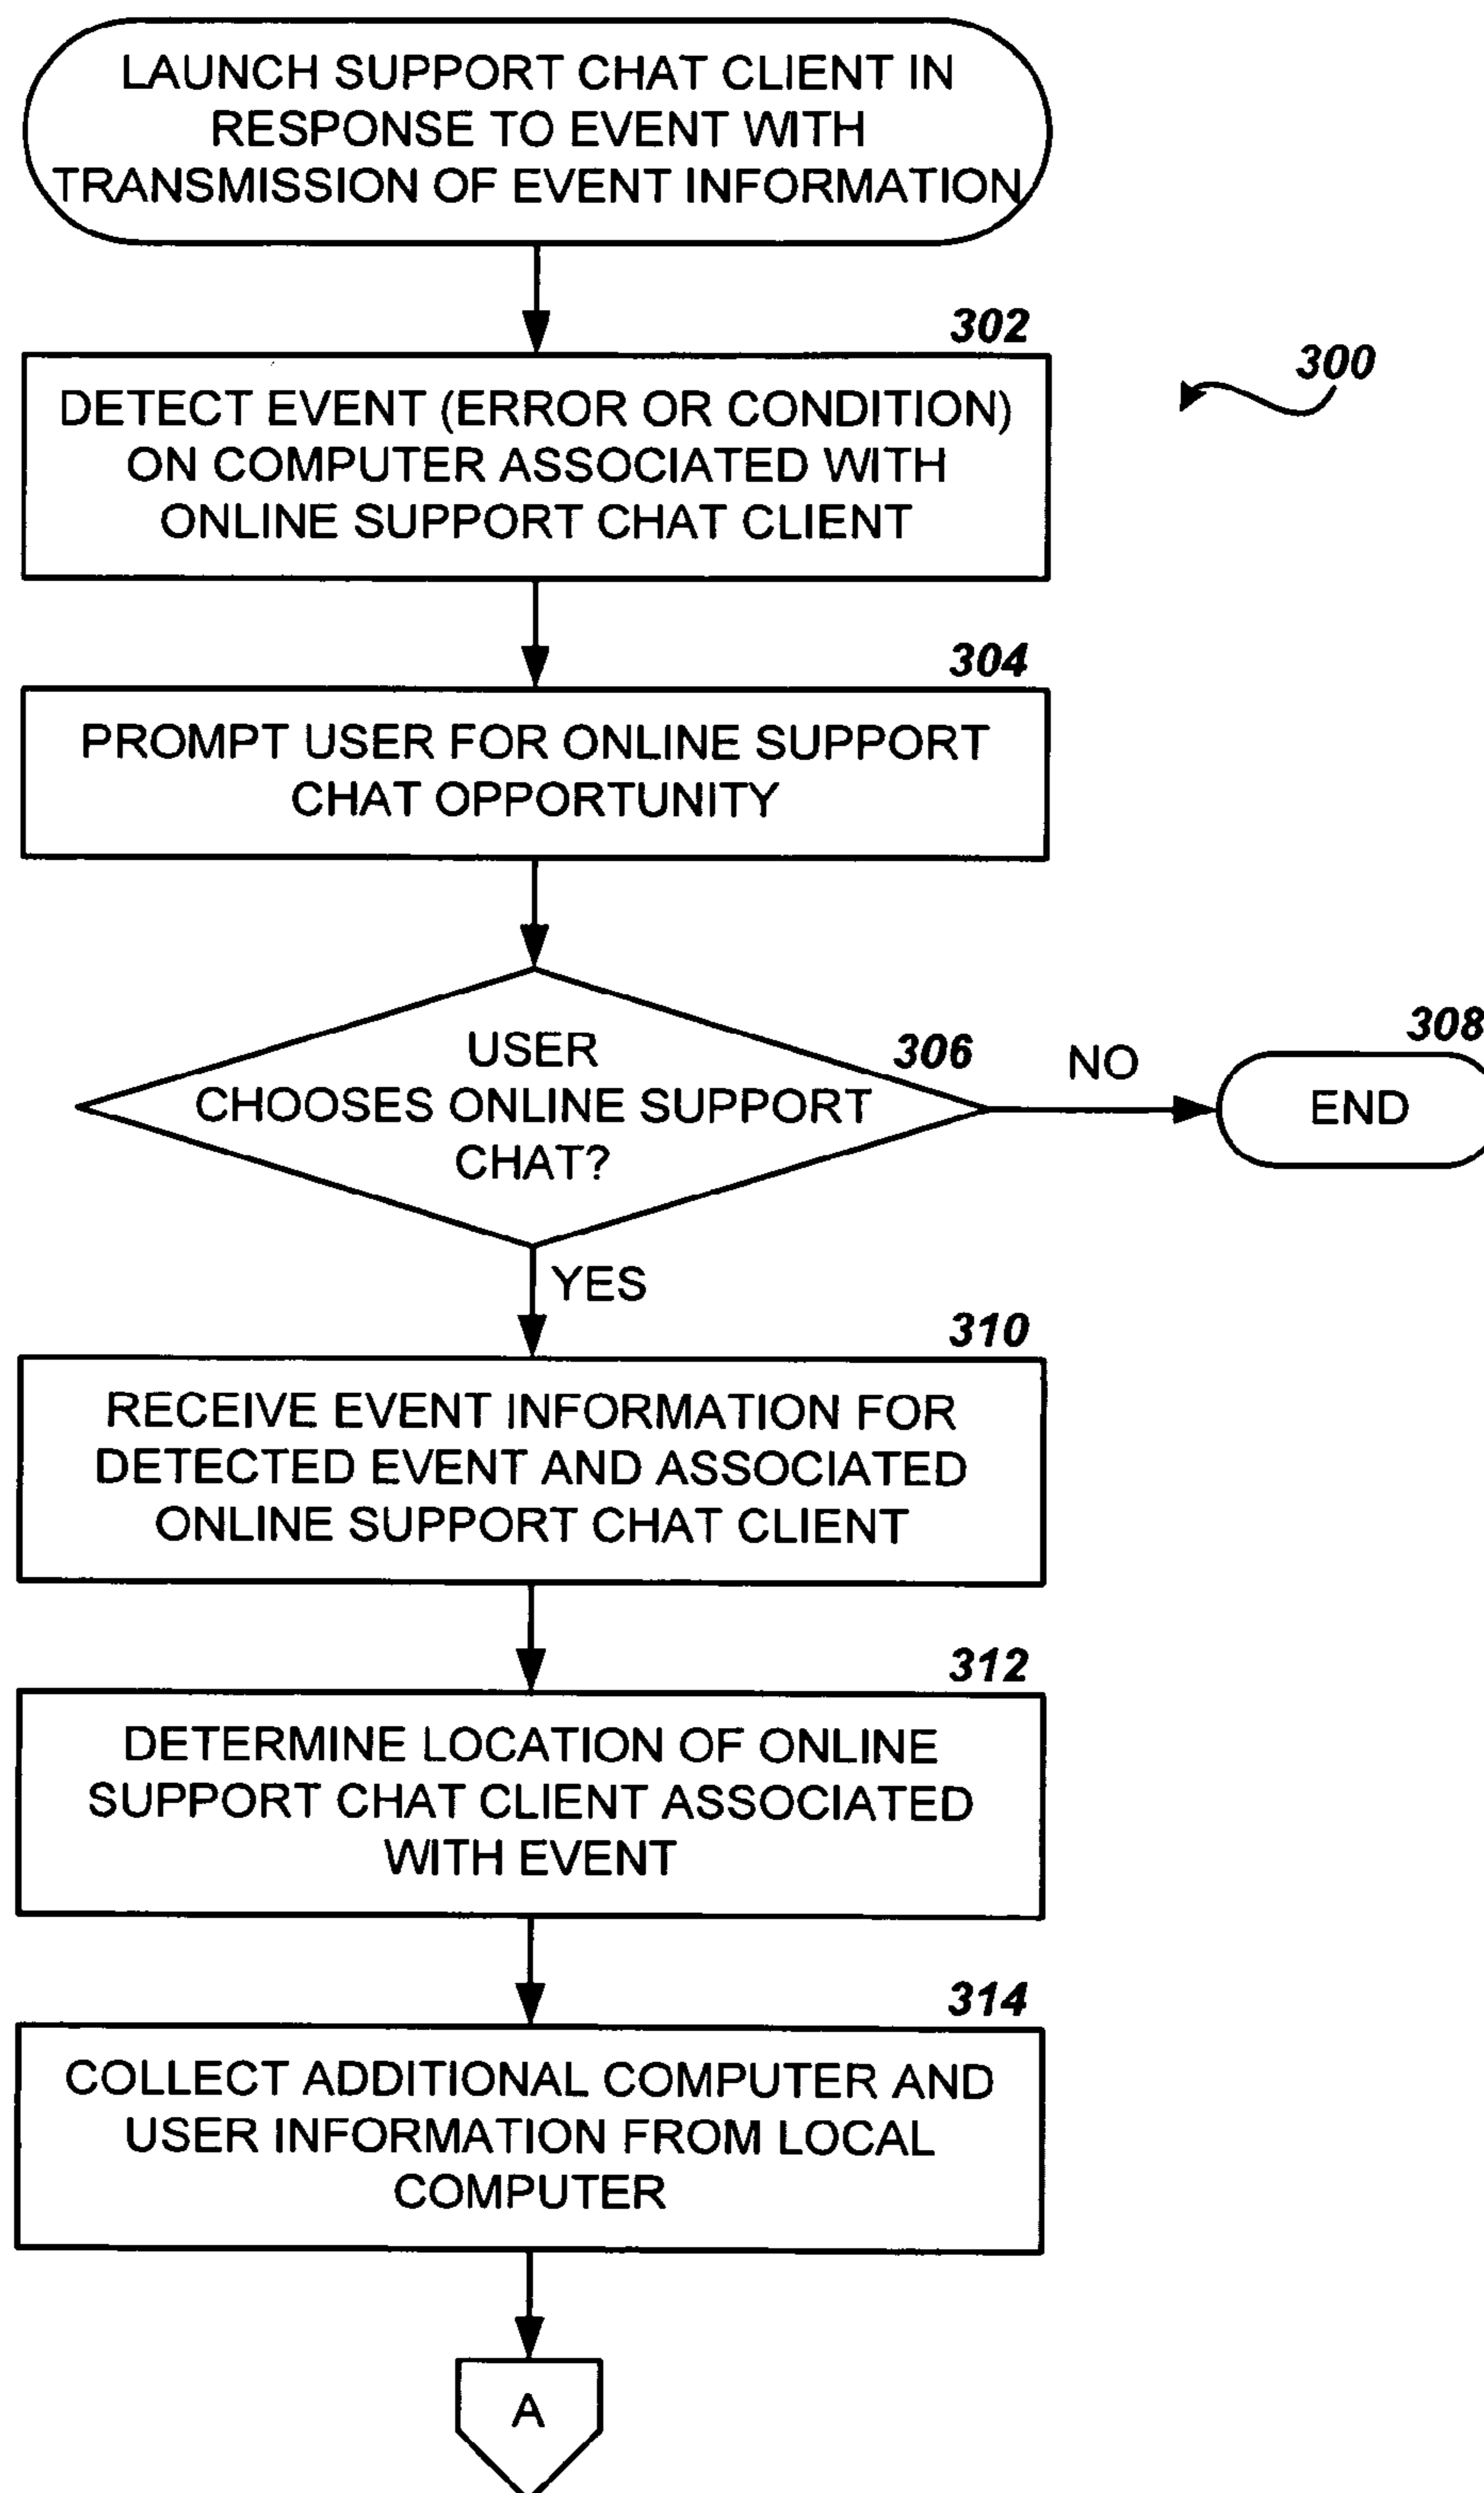 LAUNCH SUPPORT CHAT CLIENT IN
RESPONSE TO EVENT WITH
TRANSMISSION OF EVENT INFORMATION
302
300
DETECT EVENT (ERROR OR CONDITION)
ON COMPUTER ASSOCIATED WITH
ONLINE SUPPORT CHAT CLIENT
304
PROMPT USER FOR ONLINE SUPPORT
CHAT OPPORTUNITY
USER
CHOOSES ONLINE SUPPORT
CHAT?
306
NO
308
END
YES
310
RECEIVE EVENT INFORMATION FOR
DETECTED EVENT AND ASSOCIATED
ONLINE SUPPORT CHAT CLIENT
312
DETERMINE LOCATION OF ONLINE
SUPPORT CHAT CLIENT ASSOCIATED
WITH EVENT
314
COLLECT ADDITIONAL COMPUTER AND
USER INFORMATION FROM LOCAL
COMPUTER
A